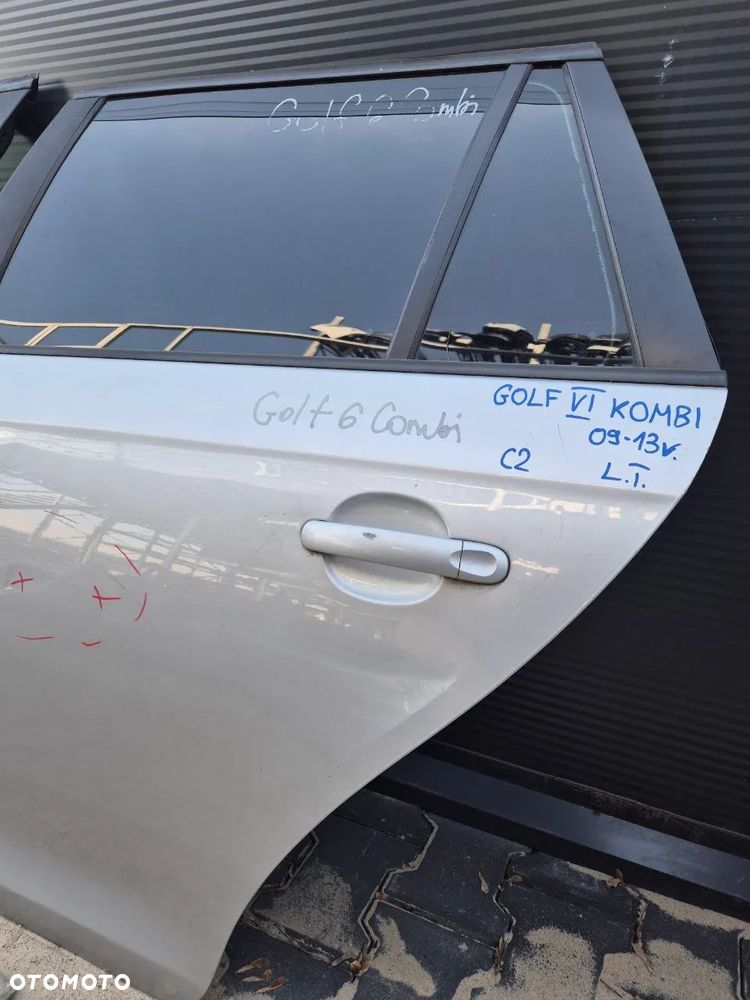 Golf 6 Combi
Golf 6 Combi
GOLF VI KOMBI
09-13r.
C2
L.T.
OTOMOTO